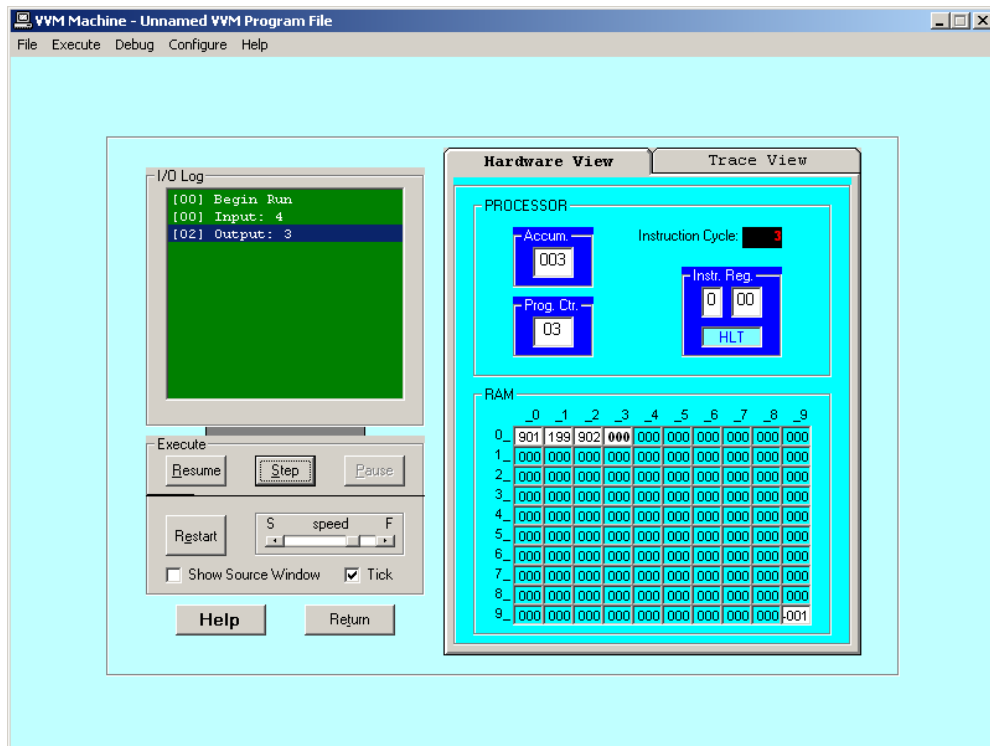 VVM Machine - Unnamed VVM Program File
File Execute Debug Configure Help
I/O Log
[00] Begin Run
[00] Input: 4
[02] Output: 3
Execute
Resume Step Pause
Restart
S speed F
Show Source Window Tick
Help Return
Hardware View Trace View
PROCESSOR
Accum.
003
Instruction Cycle: 3
Prog. Ctr.
03
Instr. Reg.
0 00
HLT
RAM
_0 _1 _2 _3 _4 _5 _6 _7 _8 _9
0_ 901 199 902 000 000 000 000 000 000 000
1_ 000 000 000 000 000 000 000 000 000 000
2_ 000 000 000 000 000 000 000 000 000 000
3_ 000 000 000 000 000 000 000 000 000 000
4_ 000 000 000 000 000 000 000 000 000 000
5_ 000 000 000 000 000 000 000 000 000 000
6_ 000 000 000 000 000 000 000 000 000 000
7_ 000 000 000 000 000 000 000 000 000 000
8_ 000 000 000 000 000 000 000 000 000 000
9_ 000 000 000 000 000 000 000 000 000 -001